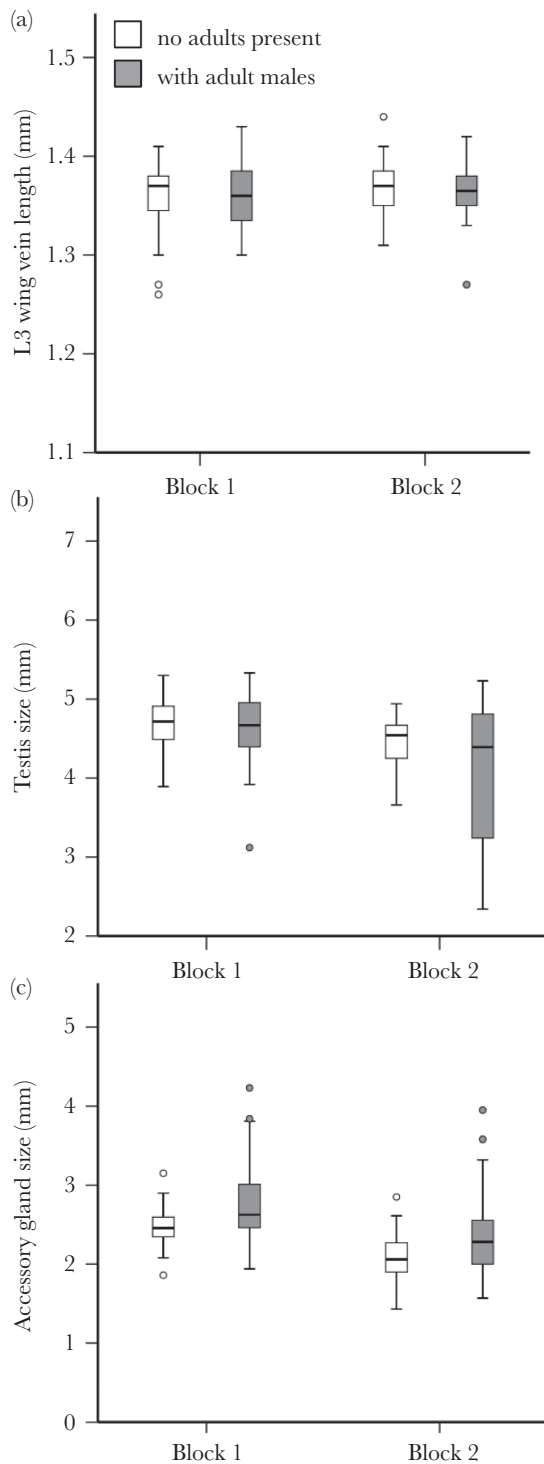 (a)
no adults present
with adult males
L3 wing vein length (mm)
1.5
1.4
1.3
1.2
1.1
Block 1
Block 2
(b)
Testis size (mm)
7
6
5
4
3
2
Block 1
Block 2
(c)
Accessory gland size (mm)
5
4
3
2
1
0
Block 1
Block 2